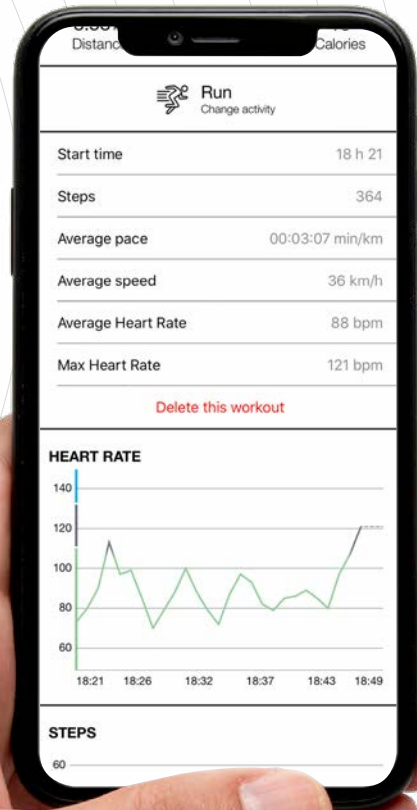 Distanc
Calories
Run
Change activity
Start time 18 h 21
Steps 364
Average pace 00:03:07 min/km
Average speed 36 km/h
Average Heart Rate 88 bpm
Max Heart Rate 121 bpm
Delete this workout
HEART RATE
140
120
100
80
60
18:21 18:26 18:32 18:37 18:43 18:49
STEPS
60